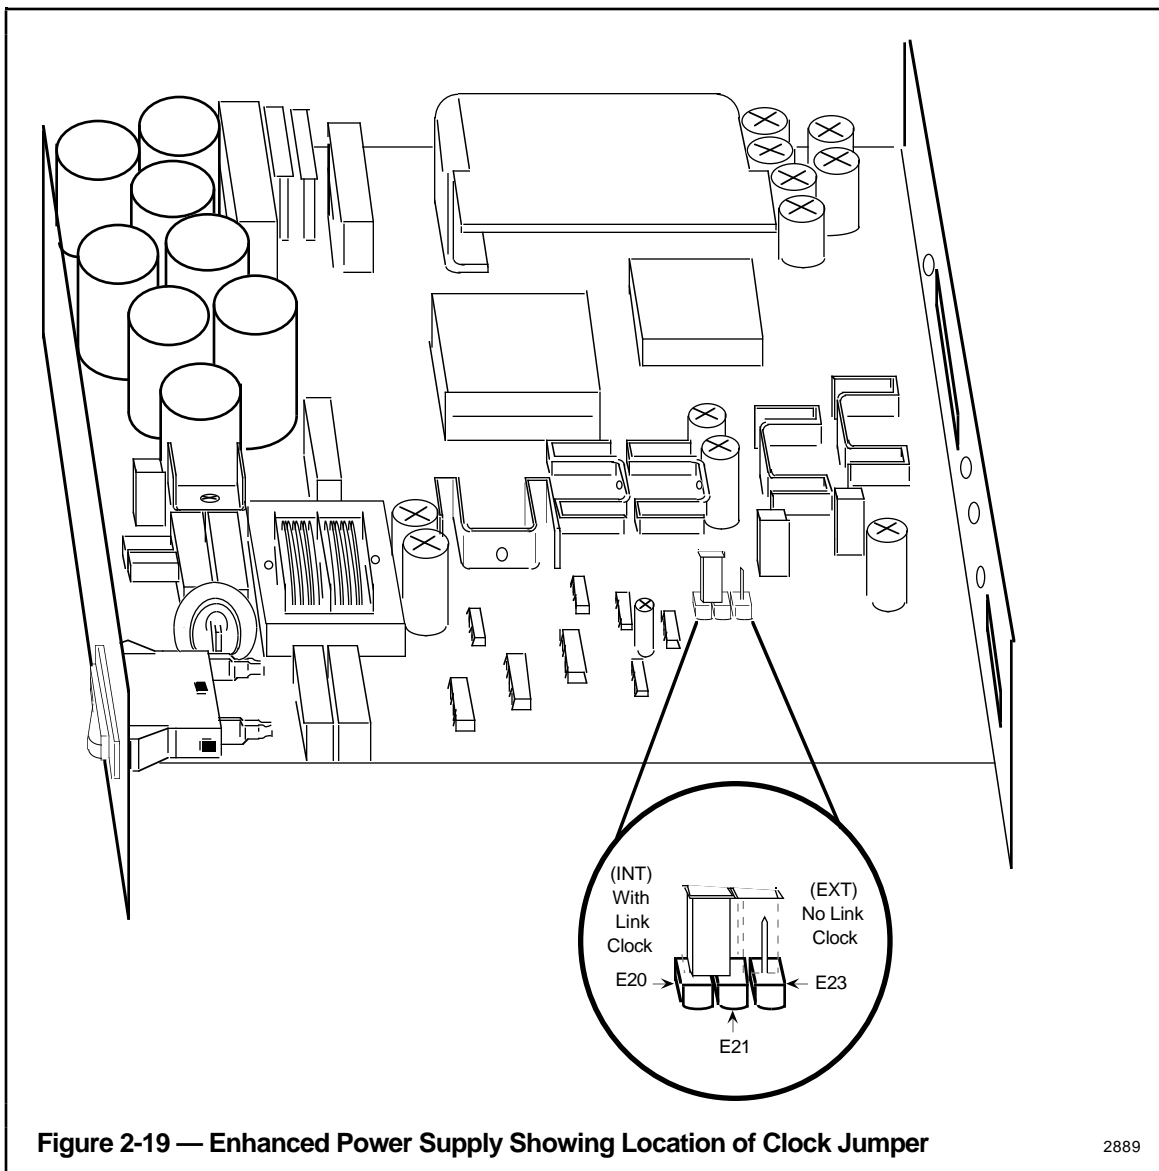 (INT)
With
Link
Clock
(EXT)
No Link
Clock
E20
E23
E21
Figure 2-19 — Enhanced Power Supply Showing Location of Clock Jumper
2889